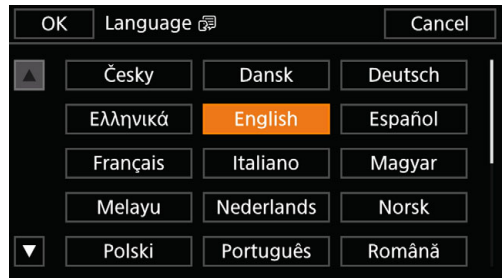 OK Language Cancel
Česky Dansk Deutsch
Ελληνικά English Español
Français Italiano Magyar
Melayu Nederlands Norsk
Polski Português Română